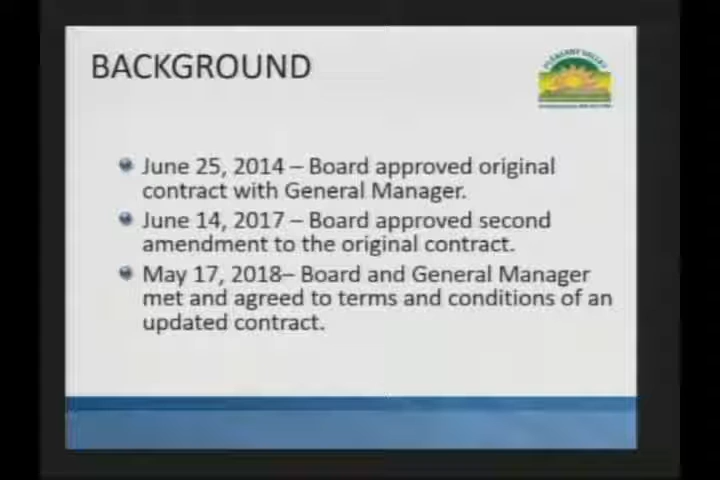 BACKGROUND
PLEASANT VALLEY
June 25, 2014 – Board approved original
contract with General Manager.
June 14, 2017 – Board approved second
amendment to the original contract.
May 17, 2018– Board and General Manager
met and agreed to terms and conditions of an
updated contract.